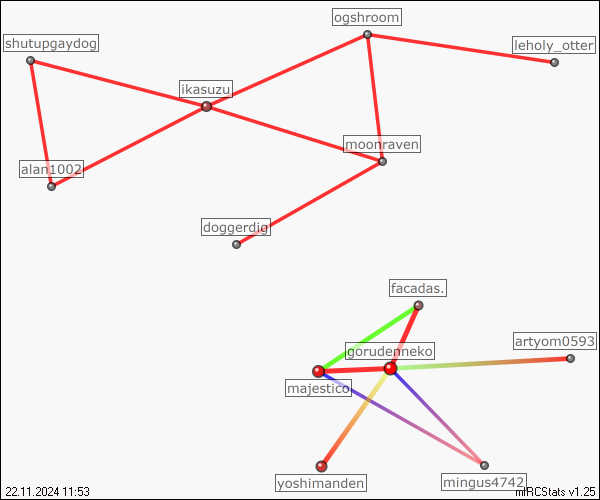 ogshroom
shutupgaydog
leholy_otter
ikasuzu
moonraven
alan1002
doggerdig
facadas.
artyom0593
gorudenneko
majestico
yoshimanden
mingus4742
22.11.2024 11:53
mIRCStats v1.25